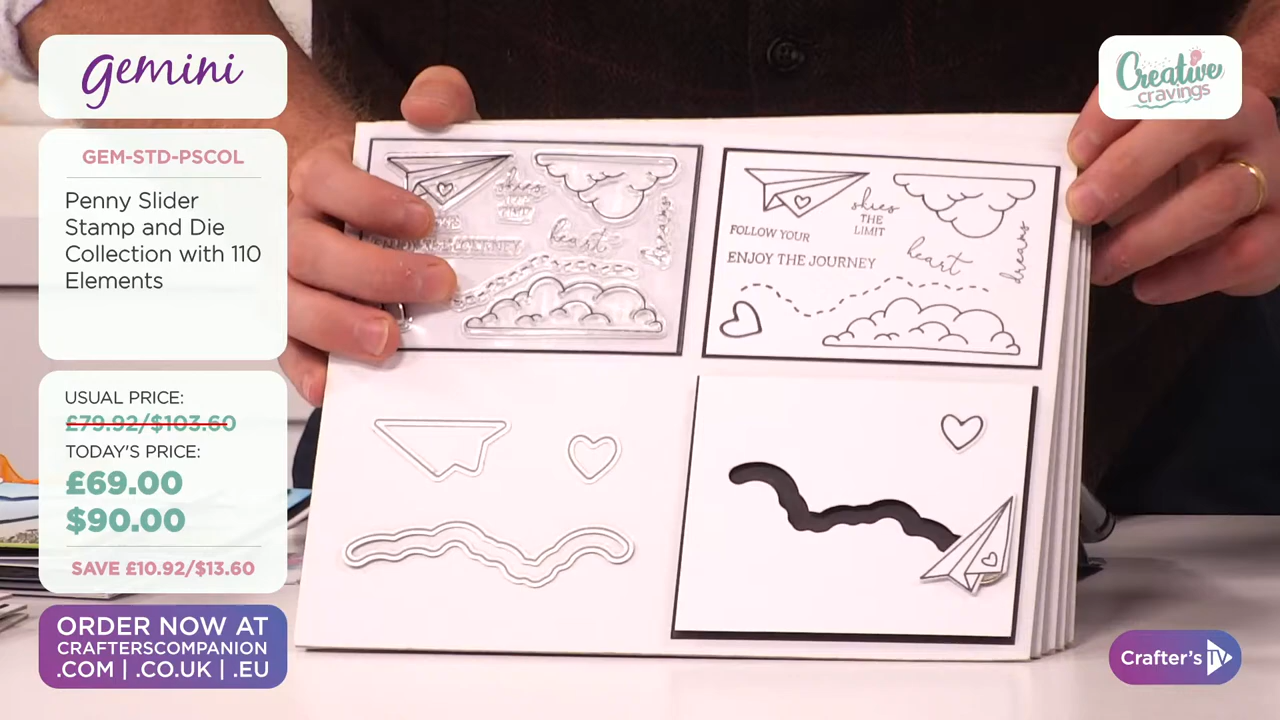 gemini
GEM-STD-PSCOL
Penny Slider
Stamp and Die
Collection with 110
Elements
USUAL PRICE:
£79.92/$103.60
TODAY'S PRICE:
£69.00
$90.00
SAVE £10.92/$13.60
ORDER NOW AT
CRAFTERSCOMPANION
.COM | .CO.UK | .EU
Creative
cravings
skies
THE
LIMIT
FOLLOW YOUR
heart
dreams
ENJOY THE JOURNEY
heart
dreams
Crafter's TV